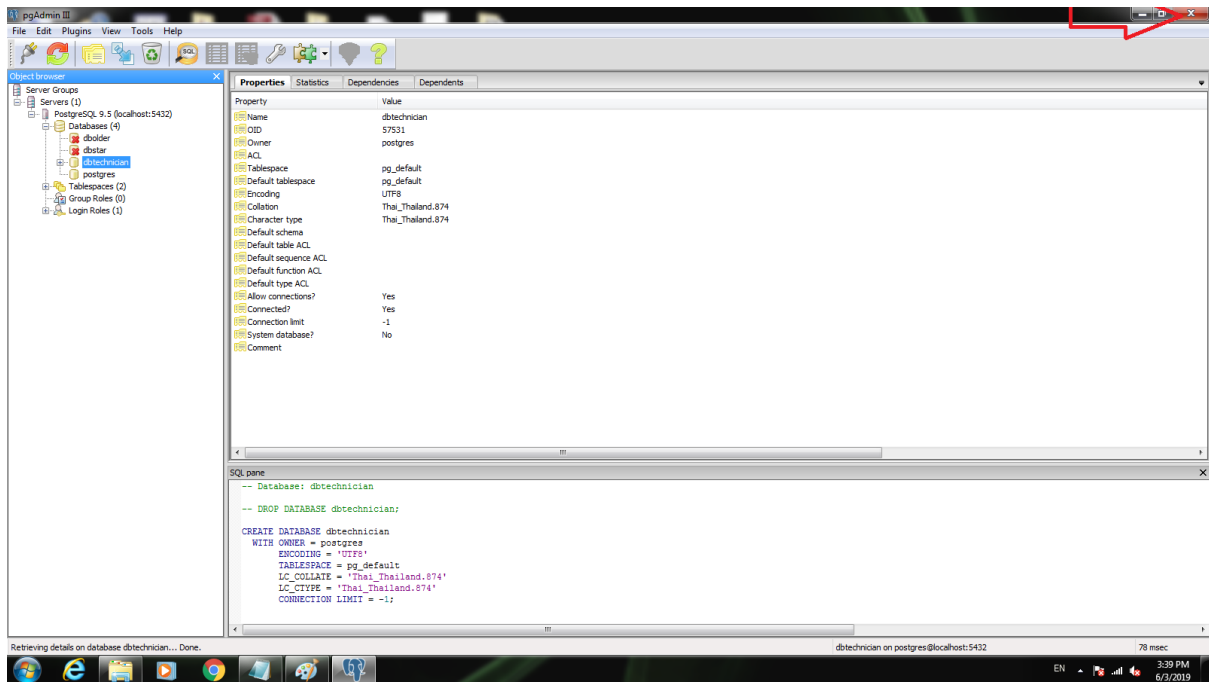 pgAdmin III
File Edit Plugins View Tools Help
SQL
Object browser
Server Groups
Servers (1)
PostgreSQL 9.5 (localhost:5432)
Databases (4)
dbolder
dbstar
dbtechnician
postgres
Tablespaces (2)
Group Roles (0)
Login Roles (1)
Properties Statistics Dependencies Dependents
Property Value
Name dbtechnician
OID 57531
Owner postgres
ACL
Tablespace pg_default
Default tablespace pg_default
Encoding UTF8
Collation Thai_Thailand.874
Character type Thai_Thailand.874
Default schema
Default table ACL
Default sequence ACL
Default function ACL
Default type ACL
Allow connections? Yes
Connected? Yes
Connection limit -1
System database? No
Comment
SQL pane
-- Database: dbtechnician
-- DROP DATABASE dbtechnician;
CREATE DATABASE dbtechnician
WITH OWNER = postgres
ENCODING = 'UTF8'
TABLESPACE = pg_default
LC_COLLATE = 'Thai_Thailand.874'
LC_CTYPE = 'Thai_Thailand.874'
CONNECTION LIMIT = -1;
Retrieving details on database dbtechnician... Done. dbtechnician on postgres@localhost:5432 78 msec
EN 3:39 PM
6/3/2019